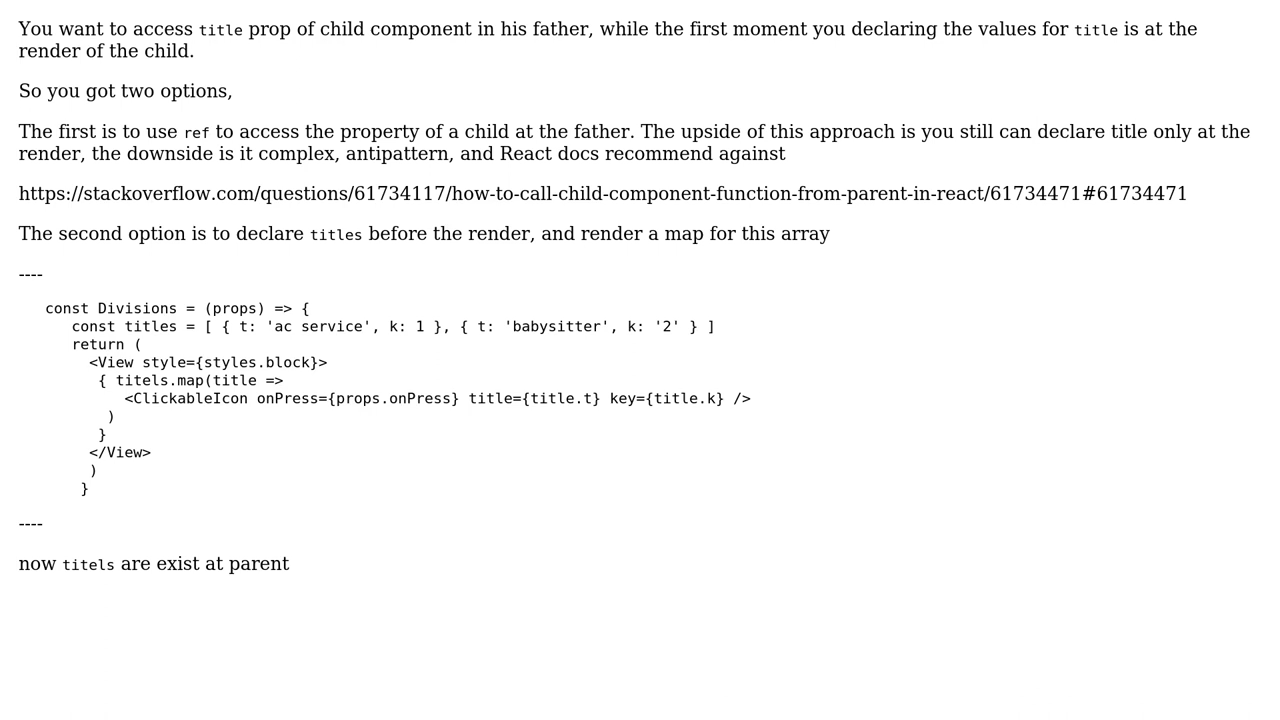 You want to access title prop of child component in his father, while the first moment you declaring the values for title is at the
render of the child.
So you got two options,
The first is to use ref to access the property of a child at the father. The upside of this approach is you still can declare title only at the
render, the downside is it complex, antipattern, and React docs recommend against
https://stackoverflow.com/questions/61734117/how-to-call-child-component-function-from-parent-in-react/61734471#61734471
The second option is to declare titles before the render, and render a map for this array
----
const Divisions = (props) => {
const titles = [ { t: 'ac service', k: 1 }, { t: 'babysitter', k: '2' } ]
return (
<View style={styles.block}>
{ titels.map(title =>
<ClickableIcon onPress={props.onPress} title={title.t} key={title.k} />
)
}
</View>
)
}
----
now titels are exist at parent